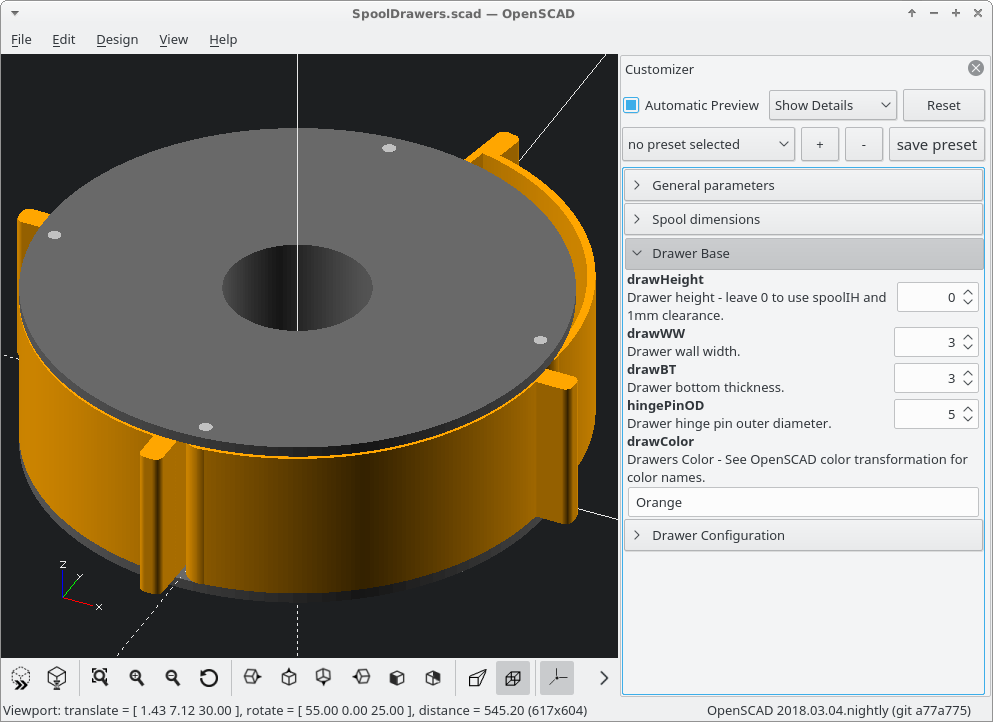 SpoolDrawers.scad — OpenSCAD
File Edit Design View Help
Customizer
Automatic Preview Show Details Reset
no preset selected + - save preset
General parameters
Spool dimensions
Drawer Base
drawHeight
Drawer height - leave 0 to use spoolIH and 0
1mm clearance.
drawWW
Drawer wall width. 3
drawBT
Drawer bottom thickness. 3
hingePinOD
Drawer hinge pin outer diameter. 5
drawColor
Drawers Color - See OpenSCAD color transformation for
color names.
Orange
Drawer Configuration
z
y
x
Viewport: translate = [ 1.43 7.12 30.00 ], rotate = [ 55.00 0.00 25.00 ], distance = 545.20 (617x604) OpenSCAD 2018.03.04.nightly (git a77a775)